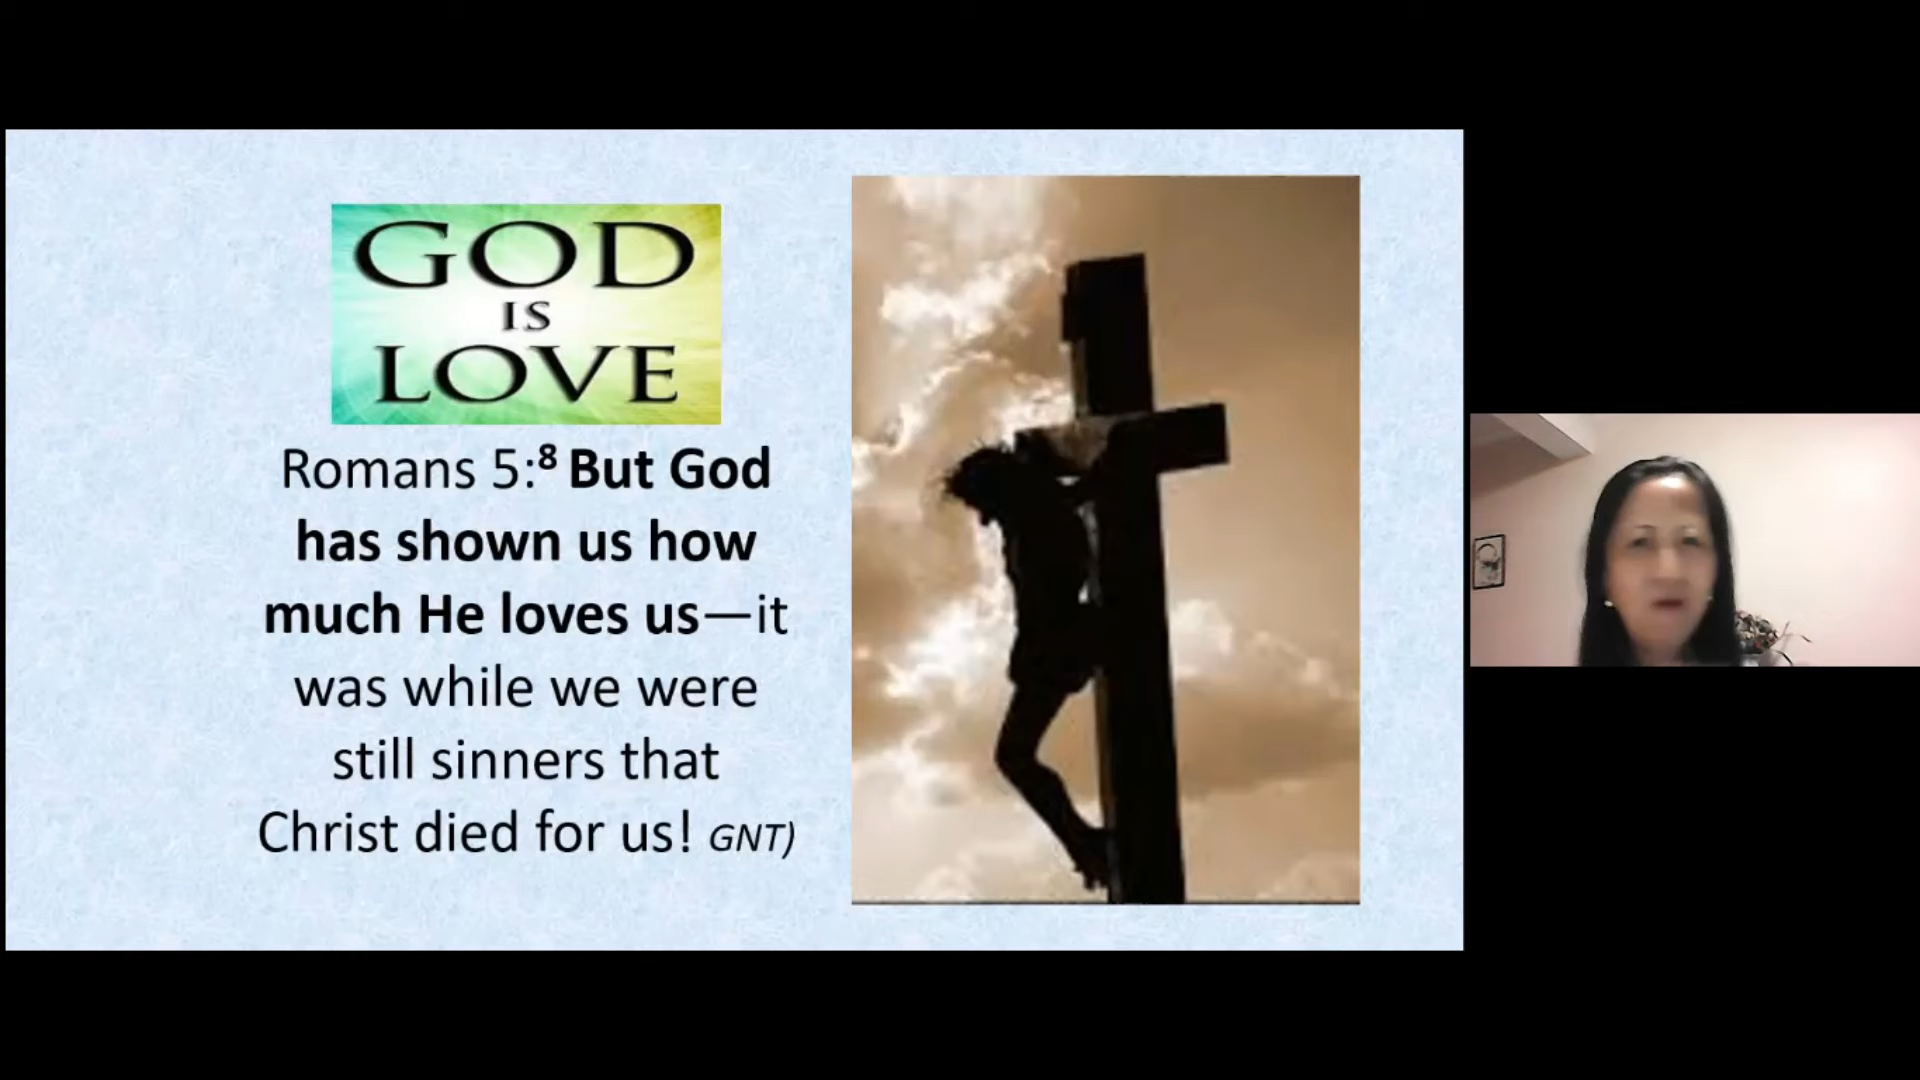 GOD
IS
LOVE
Romans 5:⁸ But God
has shown us how
much He loves us—it
was while we were
still sinners that
Christ died for us! GNT)